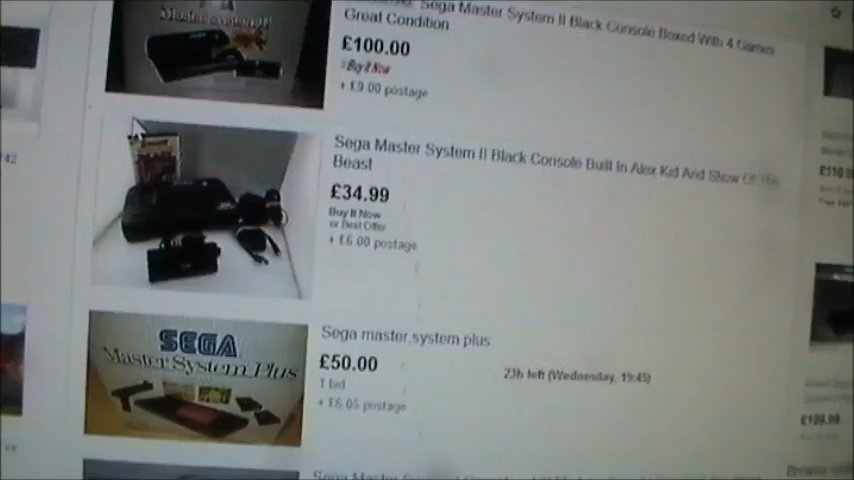 Sega Master System II Black Console Boxed With 4 Games
Great Condition
£100.00
Buy It Now
+ £9.00 postage
Sega Master System II Black Console Built In Alex Kid And Show Of The
Beast
£34.99
Buy It Now
or Best Offer
+ £6.00 postage
SEGA
Master System Plus
Sega master,system plus
£50.00
1 bid
+ £6.05 postage
23h left (Wednesday, 19:45)